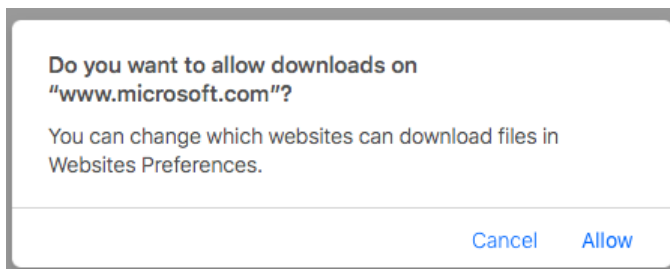 Do you want to allow downloads on
“www.microsoft.com”?
You can change which websites can download files in
Websites Preferences.
Cancel Allow